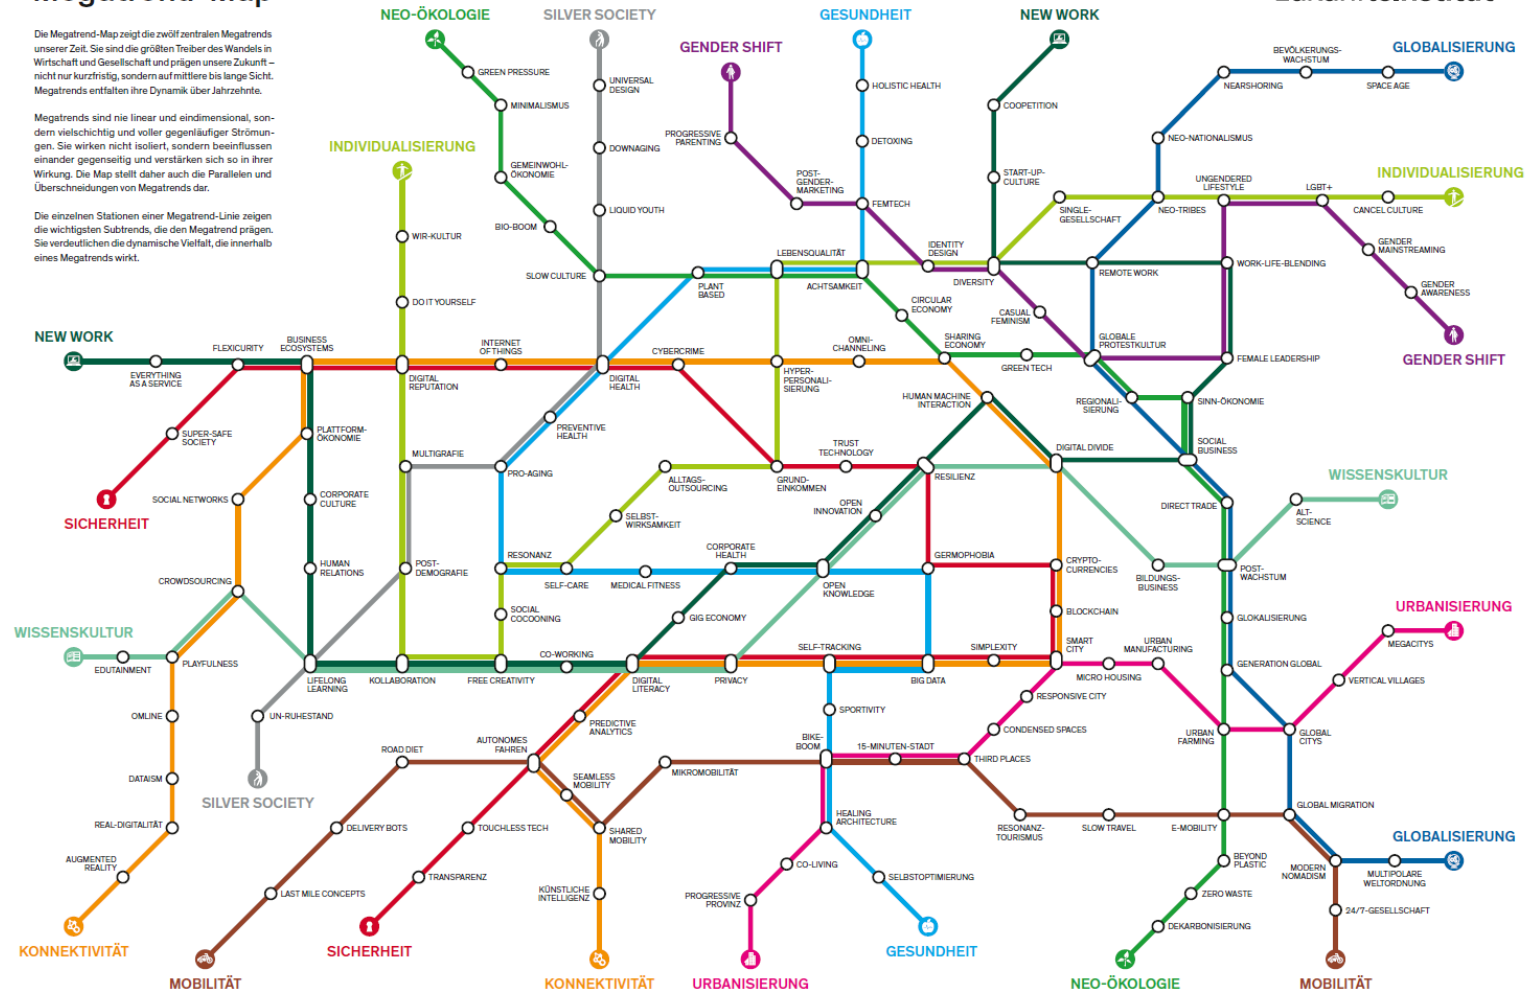 Megatrend-Map
Die Megatrend-Map zeigt die zwölf zentralen Megatrends
unserer Zeit. Sie sind die größten Treiber des Wandels in
Wirtschaft und Gesellschaft und prägen unsere Zukunft –
nicht nur kurzfristig, sondern auf mittlere bis lange Sicht.
Megatrends entfalten ihre Dynamik über Jahrzehnte.
Megatrends sind nie linear und eindimensional, son-
dern vielschichtig und voller gegenläufiger Strömun-
gen. Sie wirken nicht isoliert, sondern beeinflussen
einander gegenseitig und verstärken sich so in ihrer
Wirkung. Die Map stellt daher auch die Parallelen und
Überschneidungen von Megatrends dar.
Die einzelnen Stationen einer Megatrend-Linie zeigen
die wichtigsten Subtrends, die den Megatrend prägen.
Sie verdeutlichen die dynamische Vielfalt, die innerhalb
eines Megatrends wirkt.
NEO-ÖKOLOGIE
SILVER SOCIETY
GESUNDHEIT
NEW WORK
GENDER SHIFT
BEVÖLKERUNGS-
WACHSTUM
GLOBALISIERUNG
GREEN PRESSURE
UNIVERSAL
DESIGN
HOLISTIC HEALTH
NEARSHORING
SPACE AGE
MINIMALISMUS
COOPETITION
PROGRESSIVE
PARENTING
DETOXING
NEO-NATIONALISMUS
INDIVIDUALISIERUNG
DOWNAGING
GEMEINWOHL-
ÖKONOMIE
POST-
GENDER-
MARKETING
START-UP-
CULTURE
UNGENDERED
LIFESTYLE
LGBT+
INDIVIDUALISIERUNG
FEMTECH
LIQUID YOUTH
SINGLE-
GESELLSCHAFT
NEO-TRIBES
CANCEL CULTURE
BIO-BOOM
WIR-KULTUR
IDENTITY
DESIGN
LEBENSQUALITÄT
GENDER
MAINSTREAMING
SLOW CULTURE
PLANT
BASED
ACHTSAMKEIT
DIVERSITY
REMOTE WORK
WORK-LIFE-BLENDING
GENDER
AWARENESS
DO IT YOURSELF
CIRCULAR
ECONOMY
CASUAL
FEMINISM
NEW WORK
FLEXICURITY
BUSINESS
ECOSYSTEMS
INTERNET
OF THINGS
CYBERCRIME
OMNI-
CHANNELING
SHARING
ECONOMY
GLOBALE
PROTESTKULTUR
FEMALE LEADERSHIP
GENDER SHIFT
EVERYTHING
AS A SERVICE
DIGITAL
REPUTATION
DIGITAL
HEALTH
HYPER-
PERSONALI-
SIERUNG
GREEN TECH
HUMAN MACHINE
INTERACTION
REGIONALI-
SIERUNG
SINN-ÖKONOMIE
SUPER-SAFE
SOCIETY
PLATTFORM-
ÖKONOMIE
PREVENTIVE
HEALTH
TRUST
TECHNOLOGY
DIGITAL DIVIDE
SOCIAL
BUSINESS
MULTIGRAFIE
PRO-AGING
ALLTAGS-
OUTSOURCING
GRUND-
EINKOMMEN
RESILIENZ
WISSENSKULTUR
SICHERHEIT
SOCIAL NETWORKS
CORPORATE
CULTURE
SELBST-
WIRKSAMKEIT
OPEN
INNOVATION
DIRECT TRADE
ALT-
SCIENCE
CROWDSOURCING
HUMAN
RELATIONS
POST-
DEMOGRAFIE
RESONANZ
SELF-CARE
MEDICAL FITNESS
CORPORATE
HEALTH
OPEN
KNOWLEDGE
GERMOPHOBIA
CRYPTO-
CURRENCIES
BILDUNGS-
BUSINESS
POST-
WACHSTUM
SOCIAL
COCOONING
GIG ECONOMY
BLOCKCHAIN
GLOKALISIERUNG
URBANISIERUNG
WISSENSKULTUR
EDUTAINMENT
PLAYFULNESS
LIFELONG
LEARNING
KOLLABORATION
FREE CREATIVITY
CO-WORKING
DIGITAL
LITERACY
PRIVACY
SELF-TRACKING
BIG DATA
SIMPLEXITY
SMART
CITY
MICRO HOUSING
URBAN
MANUFACTURING
GENERATION GLOBAL
MEGACITYS
VERTICAL VILLAGES
OMLINE
UN-RUHESTAND
PREDICTIVE
ANALYTICS
SPORTIVITY
RESPONSIVE CITY
CONDENSED SPACES
URBAN
FARMING
GLOBAL
CITYS
ROAD DIET
AUTONOMES
FAHREN
BIKE-
BOOM
15-MINUTEN-STADT
THIRD PLACES
DATAISM
SILVER SOCIETY
SEAMLESS
MOBILITY
MIKROMOBILITÄT
REAL-DIGITALITÄT
DELIVERY BOTS
TOUCHLESS TECH
SHARED
MOBILITY
HEALING
ARCHITECTURE
RESONANZ-
TOURISMUS
SLOW TRAVEL
E-MOBILITY
GLOBAL MIGRATION
GLOBALISIERUNG
AUGMENTED
REALITY
LAST MILE CONCEPTS
TRANSPARENZ
KÜNSTLICHE
INTELLIGENZ
CO-LIVING
PROGRESSIVE
PROVINZ
SELBSTOPTIMIERUNG
BEYOND
PLASTIC
MODERN
NOMADISM
MULTIPOLARE
WELTORDNUNG
ZERO WASTE
24/7-GESELLSCHAFT
DEKARBONISIERUNG
KONNEKTIVITÄT
MOBILITÄT
SICHERHEIT
KONNEKTIVITÄT
URBANISIERUNG
GESUNDHEIT
NEO-ÖKOLOGIE
MOBILITÄT